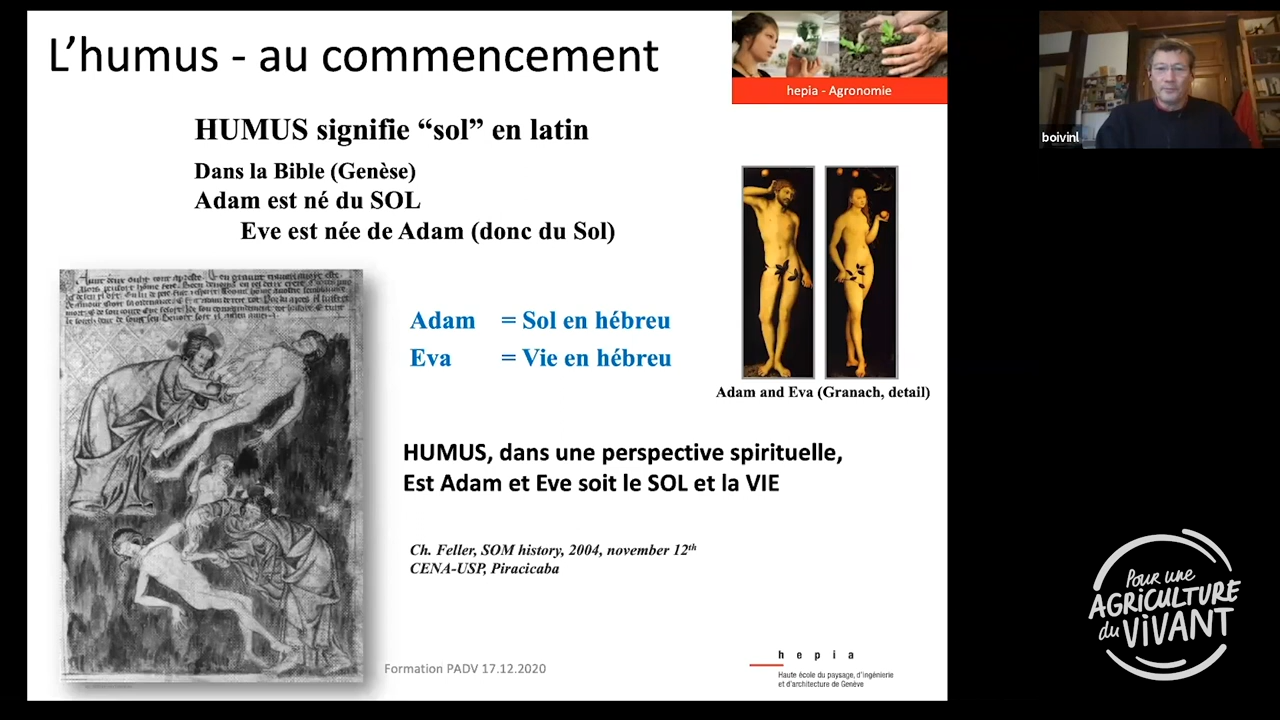 L'humus - au commencement
hepia - Agronomie
HUMUS signifie “sol” en latin
Dans la Bible (Genèse)
Adam est né du SOL
Eve est née de Adam (donc du Sol)
Adam = Sol en hébreu
Eva = Vie en hébreu
Adam and Eva (Granach, detail)
HUMUS, dans une perspective spirituelle,
Est Adam et Eve soit le SOL et la VIE
Ch. Feller, SOM history, 2004, november 12th
CENA-USP, Piracicaba
Formation PADV 17.12.2020
hepia
Haute école du paysage, d'ingénierie
et d'architecture de Genève
boivinl
Pour une
AGRICULTURE
du VIVANT